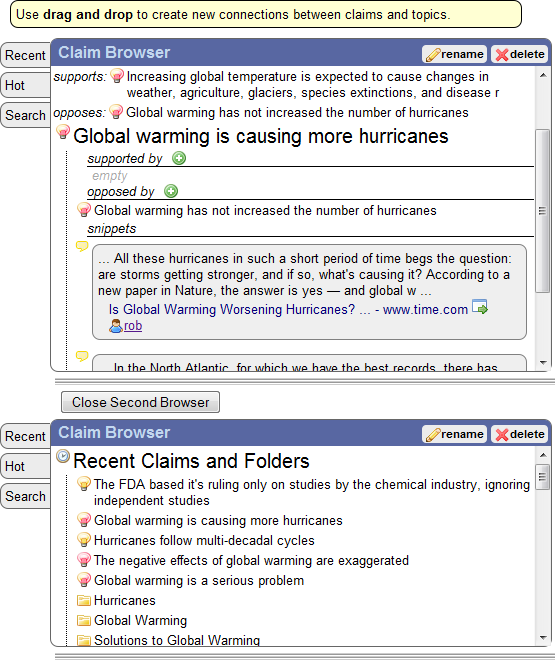 Use drag and drop to create new connections between claims and topics.
Recent
Hot
Search
Claim Browser
rename
delete
supports: Increasing global temperature is expected to cause changes in
weather, agriculture, glaciers, species extinctions, and disease r
opposes: Global warming has not increased the number of hurricanes
Global warming is causing more hurricanes
supported by
empty
opposed by
Global warming has not increased the number of hurricanes
snippets
... All these hurricanes in such a short period of time begs the question:
are storms getting stronger, and if so, what's causing it? According to a
new paper in Nature, the answer is yes — and global w ...
Is Global Warming Worsening Hurricanes? ... - www.time.com
rob
... In the North Atlantic, for which we have the best records, there has
Close Second Browser
Recent
Hot
Search
Claim Browser
rename
delete
Recent Claims and Folders
The FDA based it's ruling only on studies by the chemical industry, ignoring
independent studies
Global warming is causing more hurricanes
Hurricanes follow multi-decadal cycles
The negative effects of global warming are exaggerated
Global warming is a serious problem
Hurricanes
Global Warming
Solutions to Global Warming